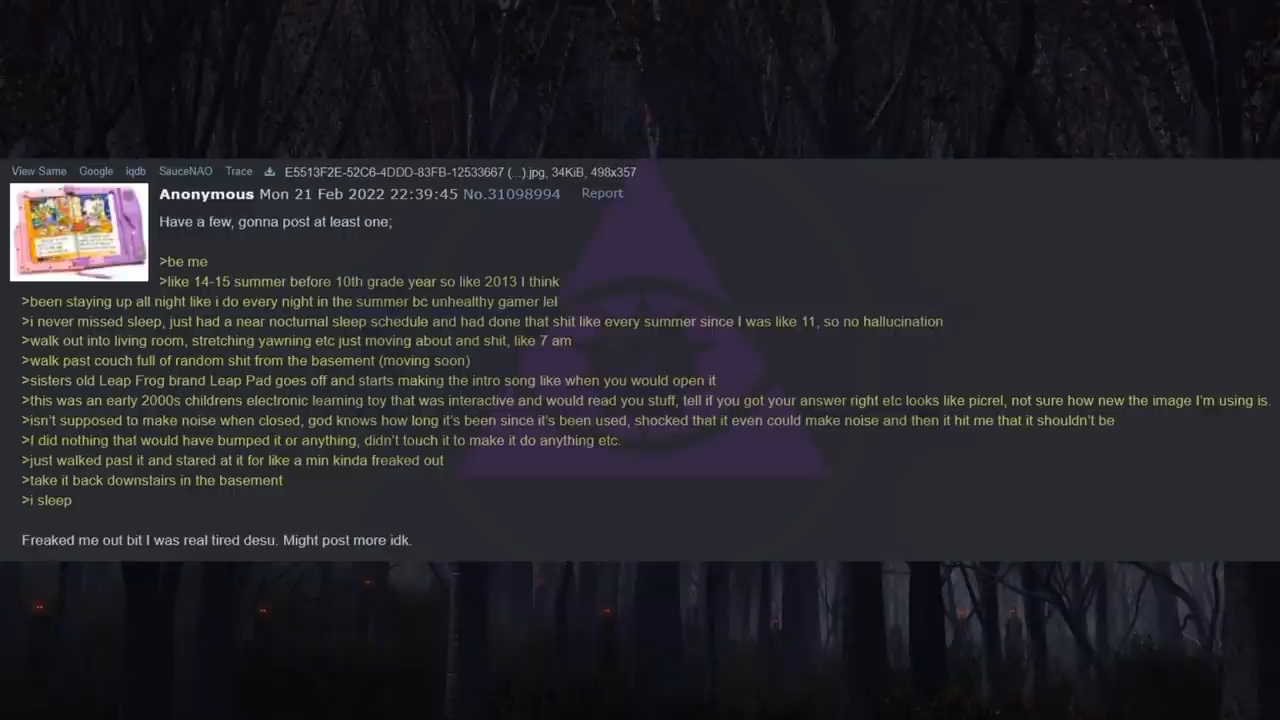 View Same Google iqdb SauceNAO Trace E5513F2E-52C6-4DDD-83FB-12533667 (...).jpg, 34KiB, 498x357
Anonymous Mon 21 Feb 2022 22:39:45 No.31098994 Report
Have a few, gonna post at least one;
>be me
>like 14-15 summer before 10th grade year so like 2013 I think
>been staying up all night like i do every night in the summer bc unhealthy gamer lel
>i never missed sleep, just had a near nocturnal sleep schedule and had done that shit like every summer since I was like 11, so no hallucination
>walk out into living room, stretching yawning etc just moving about and shit, like 7 am
>walk past couch full of random shit from the basement (moving soon)
>sisters old Leap Frog brand Leap Pad goes off and starts making the intro song like when you would open it
>this was an early 2000s childrens electronic learning toy that was interactive and would read you stuff, tell if you got your answer right etc looks like picrel, not sure how new the image I'm using is.
>isn't supposed to make noise when closed, god knows how long it's been since it's been used, shocked that it even could make noise and then it hit me that it shouldn't be
>I did nothing that would have bumped it or anything, didn't touch it to make it do anything etc.
>just walked past it and stared at it for like a min kinda freaked out
>take it back downstairs in the basement
>i sleep
Freaked me out bit I was real tired desu. Might post more idk.